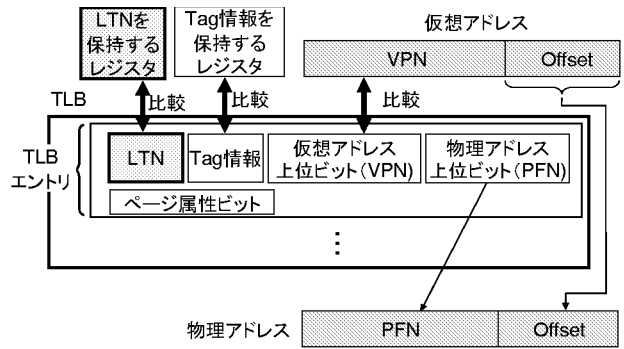 LTNを
保持する
レジスタ
Tag情報を
保持する
レジスタ
仮想アドレス
VPN
Offset
TLB
比較
比較
比較
TLB
エントリ
LTN
Tag情報
仮想アドレス
上位ビット(VPN)
物理アドレス
上位ビット(PFN)
ページ属性ビット
物理アドレス
PFN
Offset